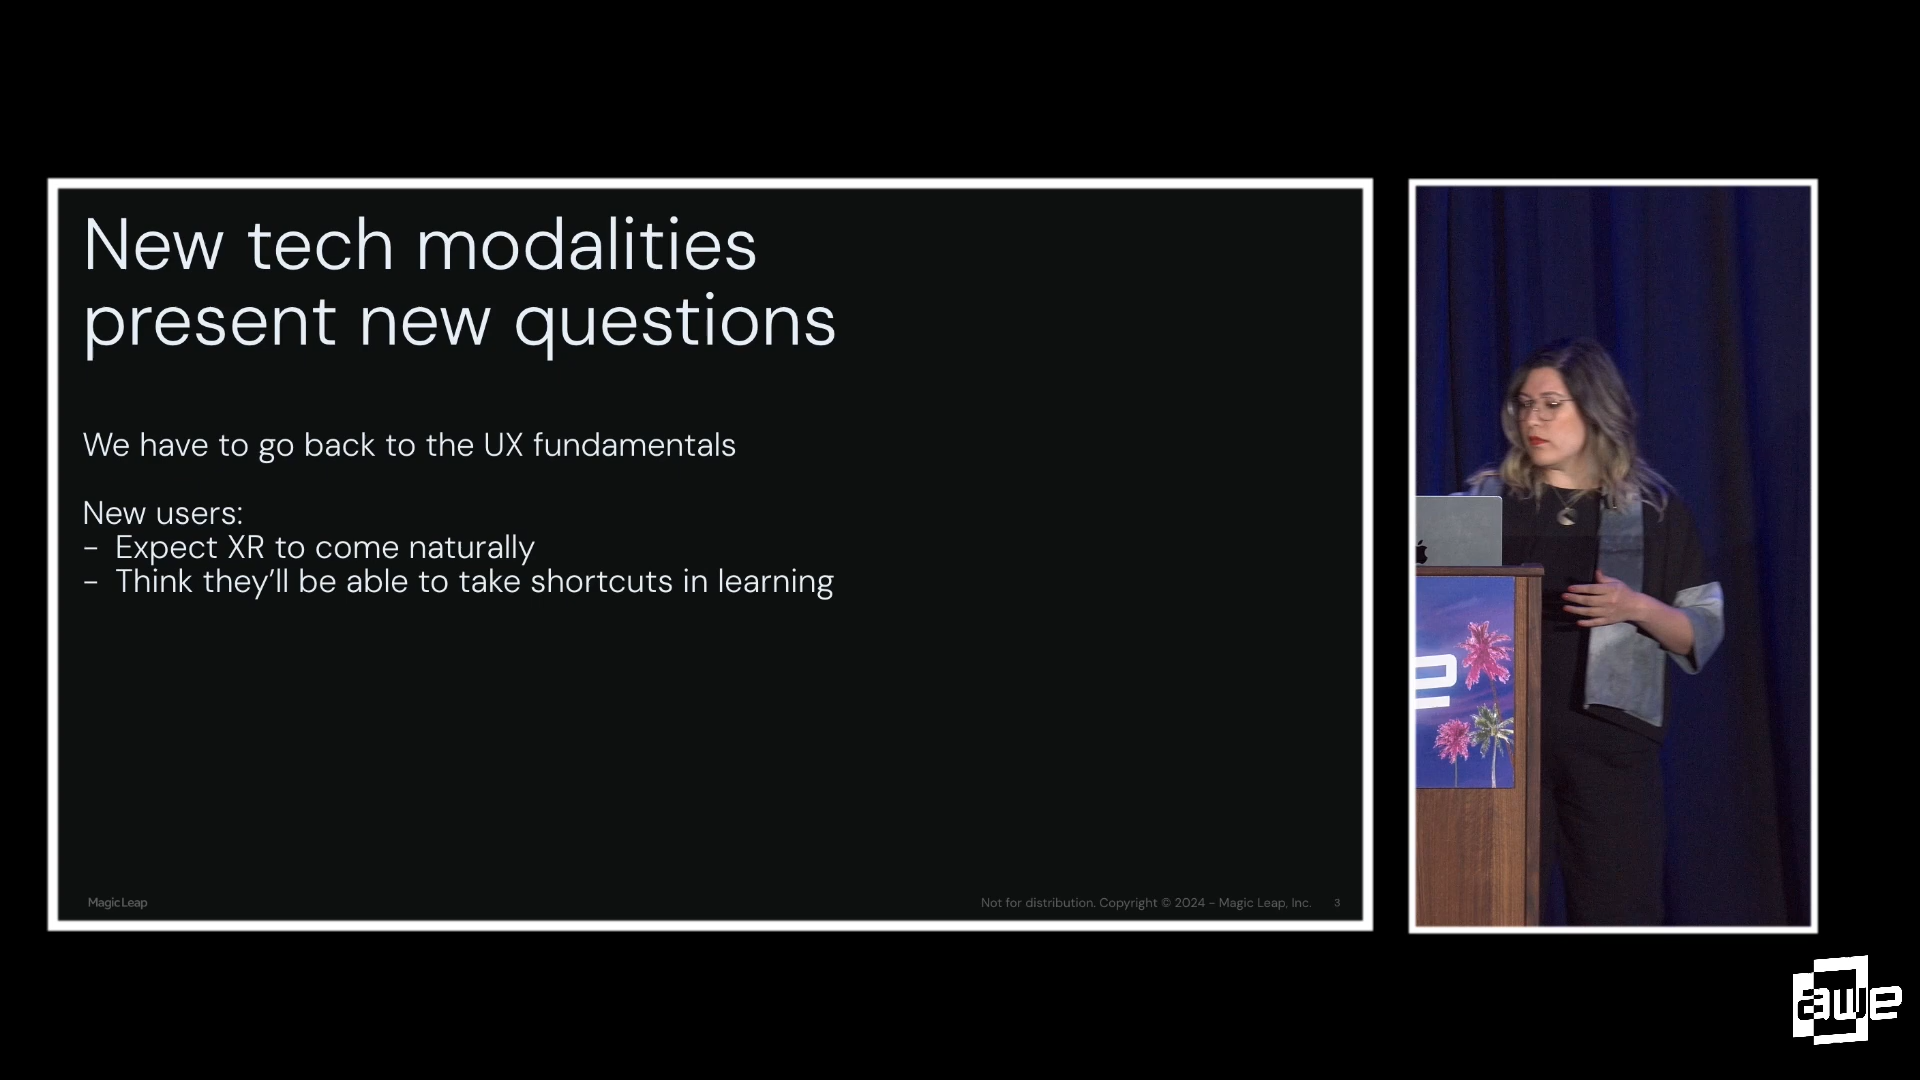 New tech modalities
present new questions
We have to go back to the UX fundamentals
New users:
- Expect XR to come naturally
- Think they’ll be able to take shortcuts in learning
MagicLeap
Not for distribution. Copyright © 2024 - Magic Leap, Inc. 3
e
awe